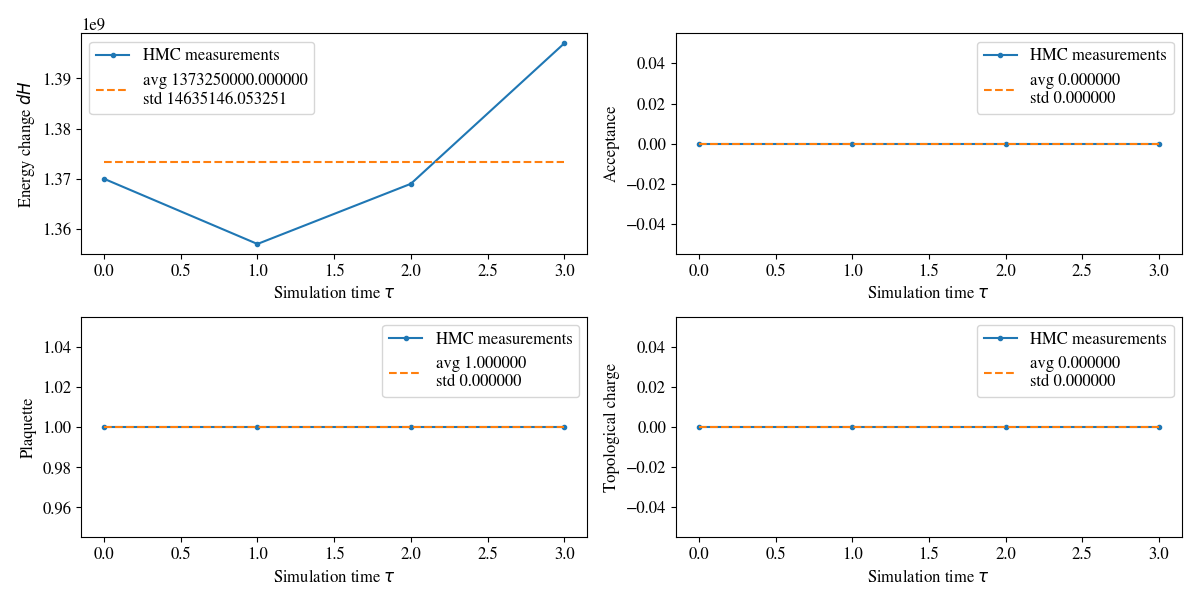 1e9
1.39
1.38
1.37
1.36
Energy change dH
HMC measurements
avg 1373250000.000000
std 14635146.053251
0.0 0.5 1.0 1.5 2.0 2.5 3.0
Simulation time τ
0.04
0.02
0.00
−0.02
−0.04
Acceptance
HMC measurements
avg 0.000000
std 0.000000
0.0 0.5 1.0 1.5 2.0 2.5 3.0
Simulation time τ
1.04
1.02
1.00
0.98
0.96
Plaquette
HMC measurements
avg 1.000000
std 0.000000
0.0 0.5 1.0 1.5 2.0 2.5 3.0
Simulation time τ
0.04
0.02
0.00
−0.02
−0.04
Topological charge
HMC measurements
avg 0.000000
std 0.000000
0.0 0.5 1.0 1.5 2.0 2.5 3.0
Simulation time τ